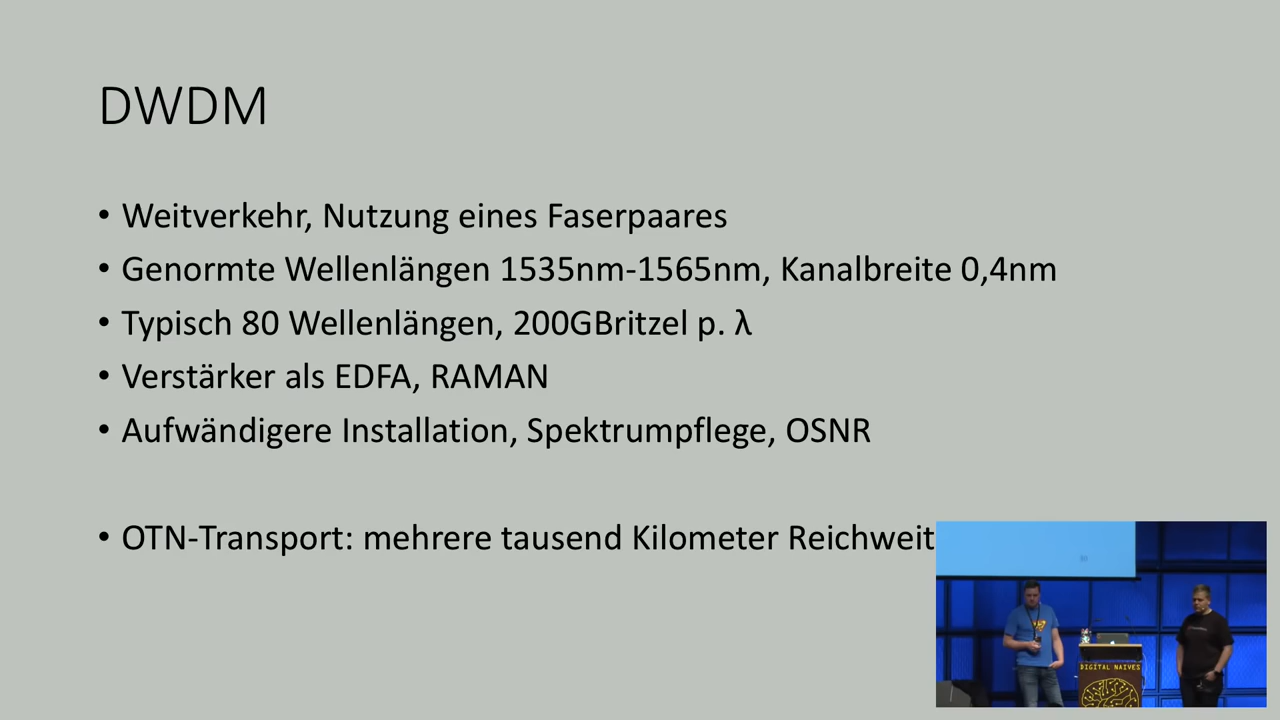 DWDM
• Weitverkehr, Nutzung eines Faserpaares
• Genormte Wellenlängen 1535nm-1565nm, Kanalbreite 0,4nm
• Typisch 80 Wellenlängen, 200GBritzel p. λ
• Verstärker als EDFA, RAMAN
• Aufwändigere Installation, Spektrumpflege, OSNR
• OTN-Transport: mehrere tausend Kilometer Reichweit
DIGITAL NAIVES